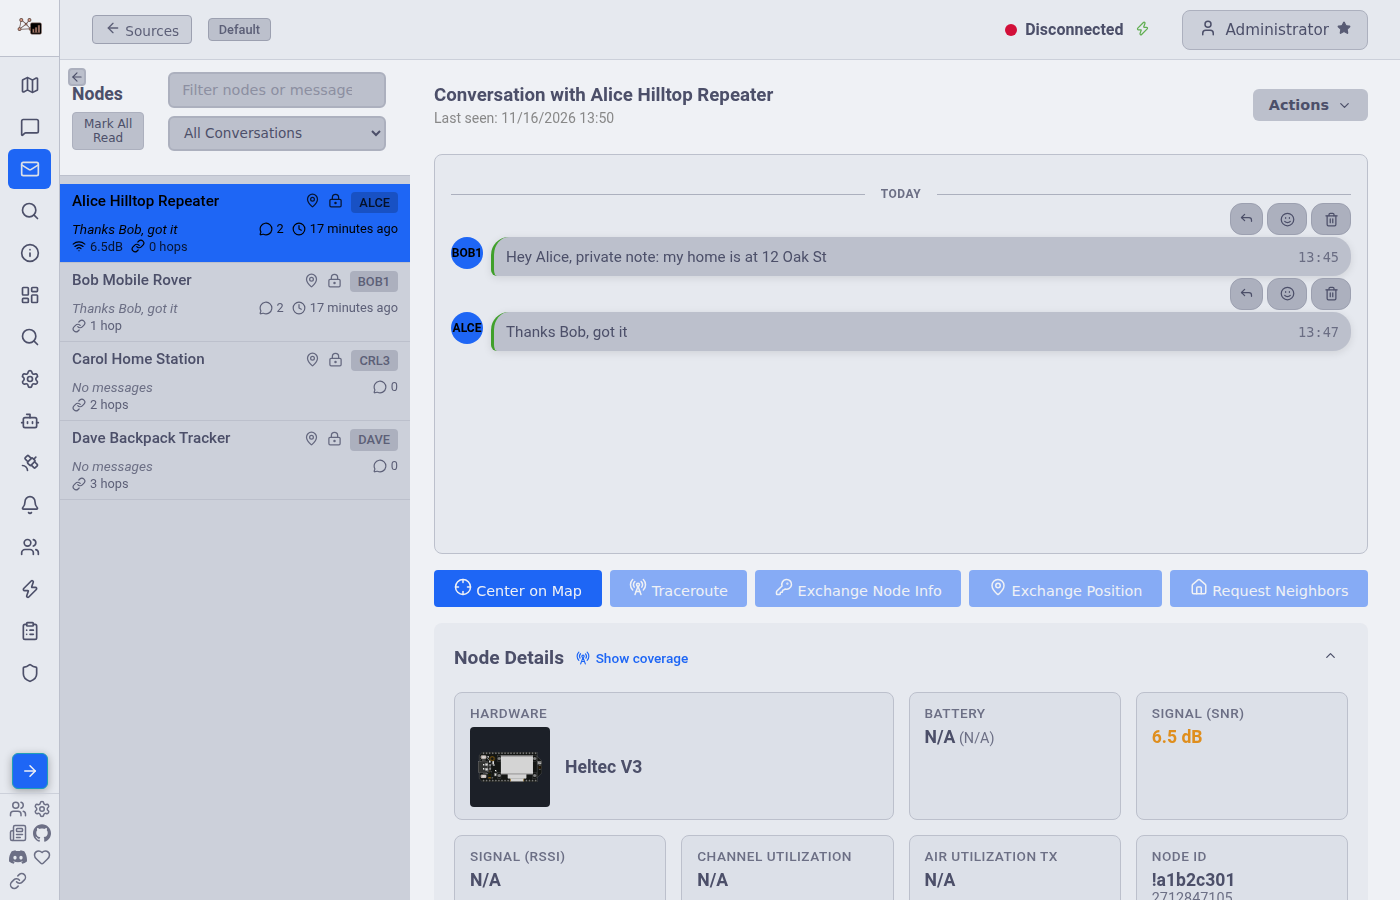 Sources
Default
Disconnected
Administrator
Nodes
Filter nodes or message
Mark All
Read
All Conversations
Alice Hilltop Repeater
ALCE
Thanks Bob, got it
2
17 minutes ago
6.5dB
0 hops
Bob Mobile Rover
BOB1
Thanks Bob, got it
2
17 minutes ago
1 hop
Carol Home Station
CRL3
No messages
0
2 hops
Dave Backpack Tracker
DAVE
No messages
0
3 hops
Conversation with Alice Hilltop Repeater
Last seen: 11/16/2026 13:50
Actions
TODAY
BOB1
Hey Alice, private note: my home is at 12 Oak St
13:45
ALCE
Thanks Bob, got it
13:47
Center on Map
Traceroute
Exchange Node Info
Exchange Position
Request Neighbors
Node Details
Show coverage
HARDWARE
Heltec V3
BATTERY
N/A (N/A)
SIGNAL (SNR)
6.5 dB
SIGNAL (RSSI)
N/A
CHANNEL UTILIZATION
N/A
AIR UTILIZATION TX
N/A
NODE ID
!a1b2c301
2712847105